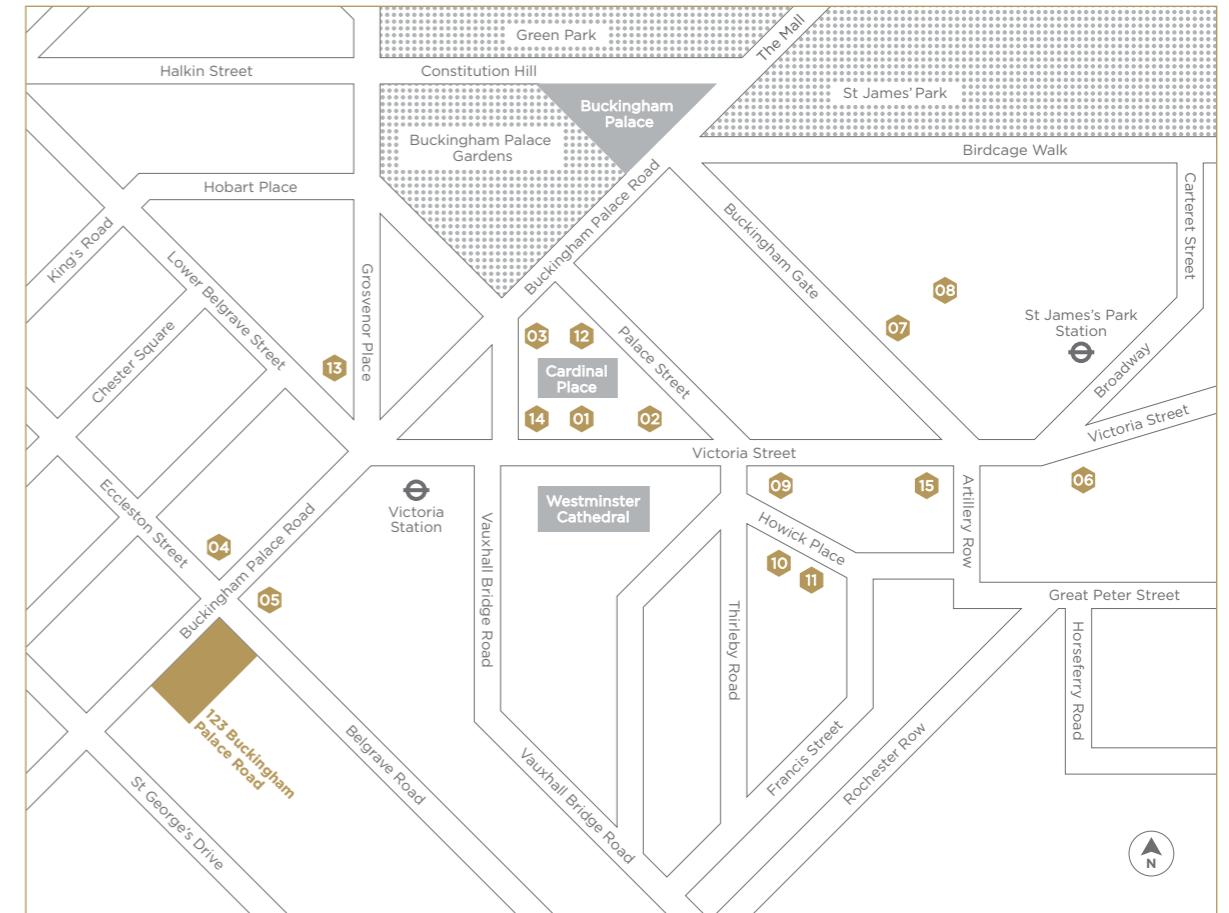 Green Park
The Mall
Halkin Street
Constitution Hill
St James' Park
Buckingham
Palace
Buckingham Palace
Gardens
Birdcage Walk
Hobart Place
Carteret Street
King's Road
Buckingham Palace Road
Buckingham Gate
Lower Belgrave Street
Grosvenor Place
08
St James's Park
Station
07
03
12
Palace Street
Chester Square
13
Cardinal
Place
Broadway
14
01
02
Victoria Street
Victoria Street
Eccleston Street
Victoria
Station
Westminster
Cathedral
09
15
Artillery Row
06
Howick Place
04
Buckingham Palace Road
Vauxhall Bridge Road
10
11
05
Great Peter Street
Thirleby Road
Horseferry Road
123 Buckingham
Palace Road
Belgrave Road
Vauxhall Bridge Road
Francis Street
Rochester Row
St George's Drive
N